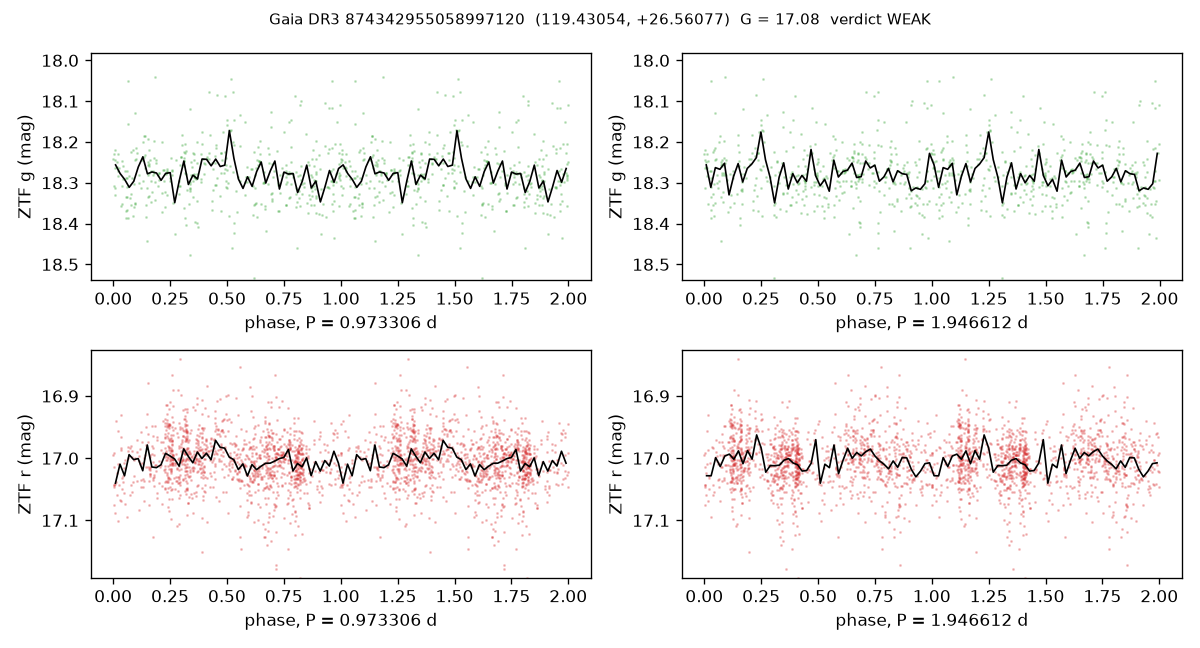 Gaia DR3 874342955058997120  (119.43054, +26.56077)  G = 17.08  verdict WEAK
ZTF g (mag)
18.0
18.1
18.2
18.3
18.4
18.5
0.00 0.25 0.50 0.75 1.00 1.25 1.50 1.75 2.00
phase, P = 0.973306 d
ZTF g (mag)
18.0
18.1
18.2
18.3
18.4
18.5
0.00 0.25 0.50 0.75 1.00 1.25 1.50 1.75 2.00
phase, P = 1.946612 d
ZTF r (mag)
16.9
17.0
17.1
0.00 0.25 0.50 0.75 1.00 1.25 1.50 1.75 2.00
phase, P = 0.973306 d
ZTF r (mag)
16.9
17.0
17.1
0.00 0.25 0.50 0.75 1.00 1.25 1.50 1.75 2.00
phase, P = 1.946612 d